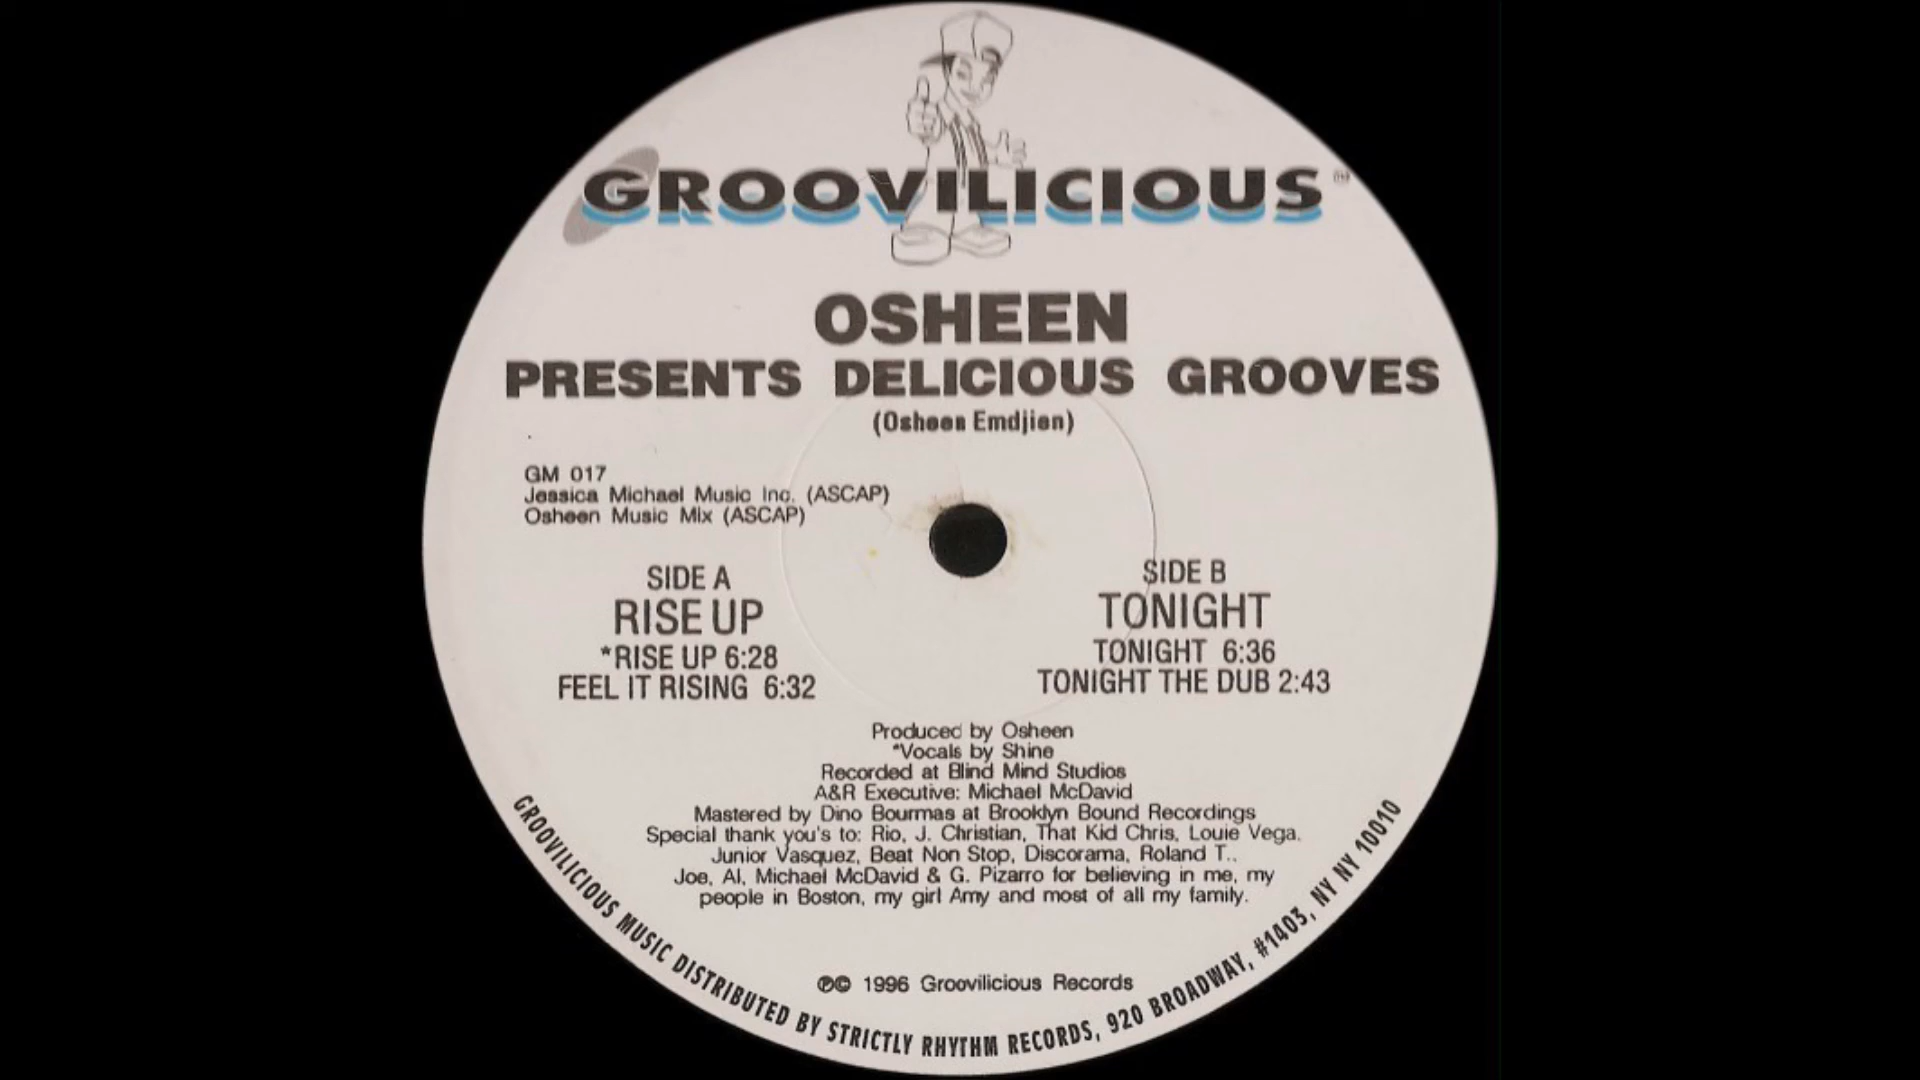 GROOVILICIOUS
OSHEEN
PRESENTS DELICIOUS GROOVES
(Osheen Emdjien)
GM 017
Jessica Michael Music Inc. (ASCAP)
Osheen Music Mix (ASCAP)
SIDE A
RISE UP
*RISE UP 6:28
FEEL IT RISING 6:32
SIDE B
TONIGHT
TONIGHT 6:36
TONIGHT THE DUB 2:43
Produced by Osheen
*Vocals by Shine
Recorded at Blind Mind Studios
A&R Executive: Michael McDavid
Mastered by Dino Bourmas at Brooklyn Bound Recordings
Special thank you's to: Rio, J. Christian, That Kid Chris, Louie Vega.
Junior Vasquez, Beat Non Stop, Discorama, Roland T..
Joe, Al, Michael McDavid & G. Pizarro for believing in me, my
people in Boston, my girl Amy and most of all my family.
℗© 1996 Groovilicious Records
GROOVILICIOUS MUSIC DISTRIBUTED BY STRICTLY RHYTHM RECORDS, 920 BROADWAY, #1403, NY NY 10010